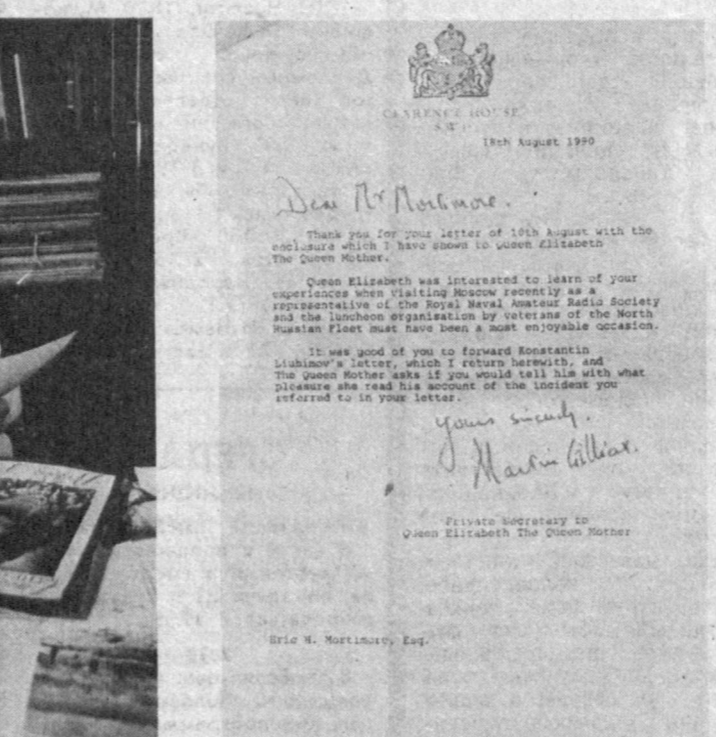 CLARENCE HOUSE
S.W.1
18th August 1990
Dear Mr Mortimore.
Thank you for your letter of 10th August with the
enclosure which I have shown to Queen Elizabeth
The Queen Mother.
Queen Elizabeth was interested to learn of your
experiences when visiting Moscow recently as a
representative of the Royal Naval Amateur Radio Society
and the luncheon organisation by veterans of the North
Russian Fleet must have been a most enjoyable occasion.
It was good of you to forward Konstantin
Liubimov's letter, which I return herewith, and
The Queen Mother asks if you would tell him with what
pleasure she read his account of the incident you
referred to in your letter.
Yours sincerely.
Martin Gilliat.
Private Secretary to
Queen Elizabeth The Queen Mother
Eric H. Mortimore, Esq.